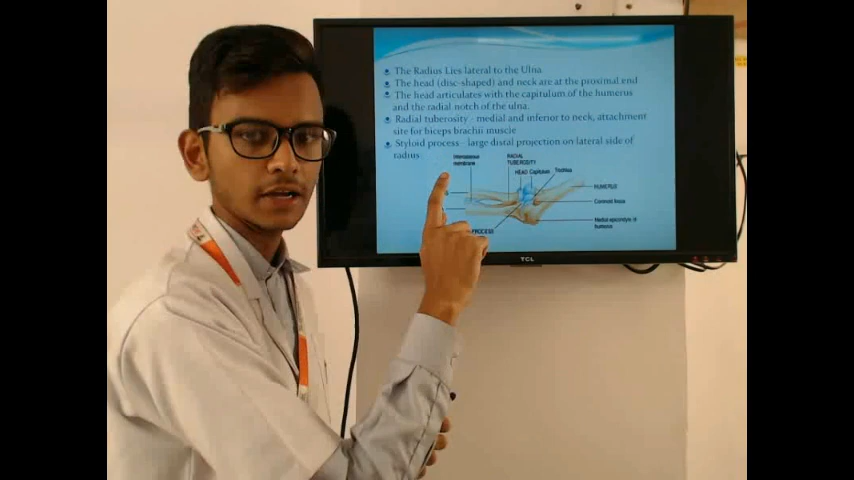 The Radius Lies lateral to the Ulna
The head (disc-shaped) and neck are at the proximal end
The head articulates with the capitulum of the humerus
and the radial notch of the ulna.
Radial tuberosity - medial and inferior to neck, attachment
site for biceps brachii muscle
Styloid process - large distal projection on lateral side of
radius
Interosseous
membrane
RADIAL
TUBEROSITY
HEAD Capitulum
Trochlea
HUMERUS
Coronoid fossa
Medial epicondyle of
humerus
PROCESS
TCL